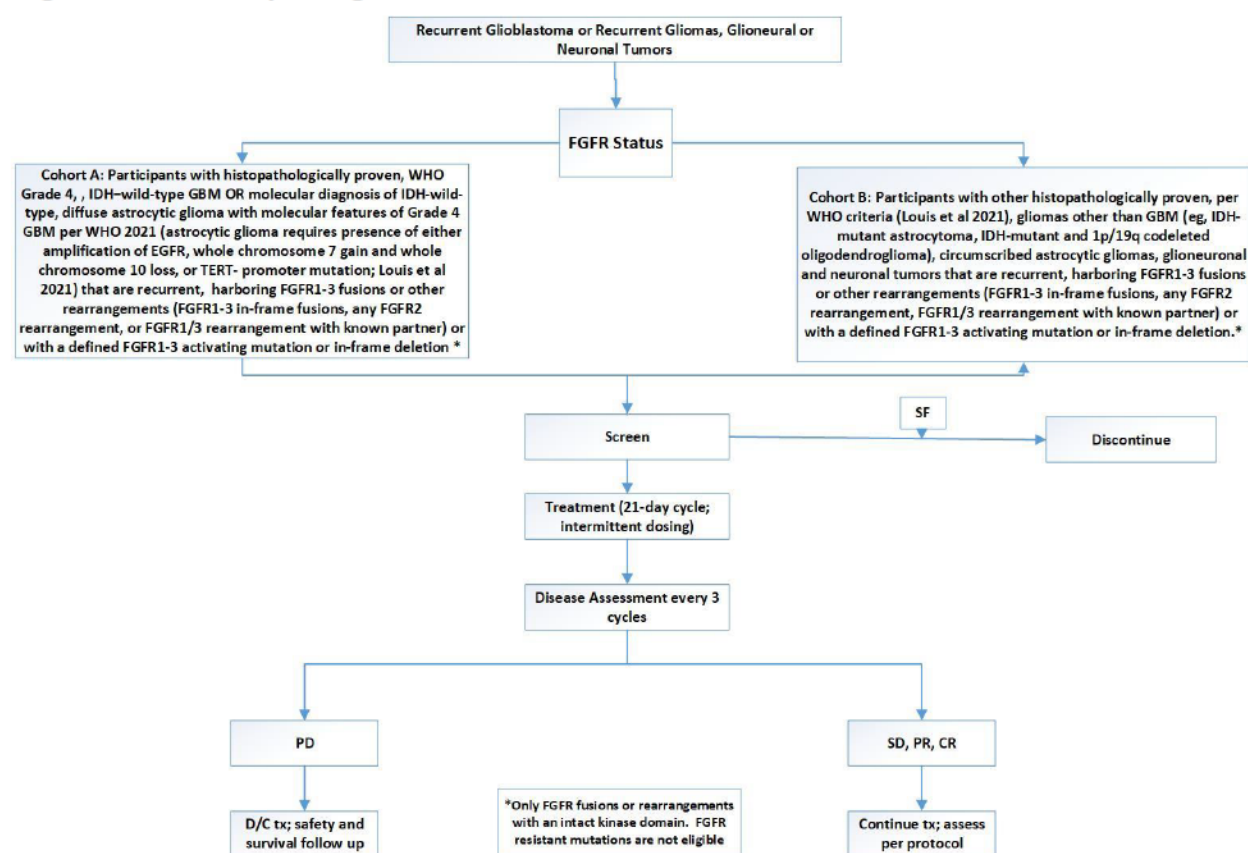 Recurrent Glioblastoma or Recurrent Gliomas, Glioneural or
Neuronal Tumors
FGFR Status
Cohort A: Participants with histopathologically proven, WHO
Grade 4, , IDH–wild-type GBM OR molecular diagnosis of IDH-wild-
type, diffuse astrocytic glioma with molecular features of Grade 4
GBM per WHO 2021 (astrocytic glioma requires presence of either
amplification of EGFR, whole chromosome 7 gain and whole
chromosome 10 loss, or TERT- promoter mutation; Louis et al
2021) that are recurrent, harboring FGFR1-3 fusions or other
rearrangements (FGFR1-3 in-frame fusions, any FGFR2
rearrangement, or FGFR1/3 rearrangement with known partner) or
with a defined FGFR1-3 activating mutation or in-frame deletion *
Cohort B: Participants with other histopathologically proven, per
WHO criteria (Louis et al 2021), gliomas other than GBM (eg, IDH-
mutant astrocytoma, IDH-mutant and 1p/19q codeleted
oligodendroglioma), circumscribed astrocytic gliomas, glioneuronal
and neuronal tumors that are recurrent, harboring FGFR1-3 fusions
or other rearrangements (FGFR1-3 in-frame fusions, any FGFR2
rearrangement, FGFR1/3 rearrangement with known partner) or
with a defined FGFR1-3 activating mutation or in-frame deletion.*
SF
Screen
Discontinue
Treatment (21-day cycle;
intermittent dosing)
Disease Assessment every 3
cycles
PD
SD, PR, CR
D/C tx; safety and
survival follow up
*Only FGFR fusions or rearrangements
with an intact kinase domain. FGFR
resistant mutations are not eligible
Continue tx; assess
per protocol